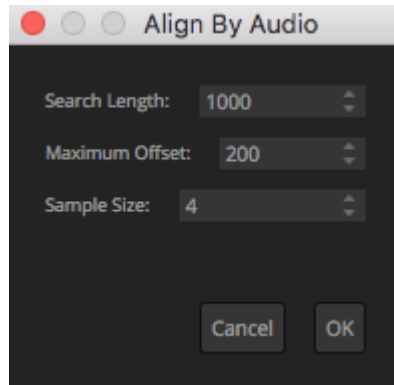 Align By Audio
Search Length: 1000
Maximum Offset: 200
Sample Size: 4
Cancel OK